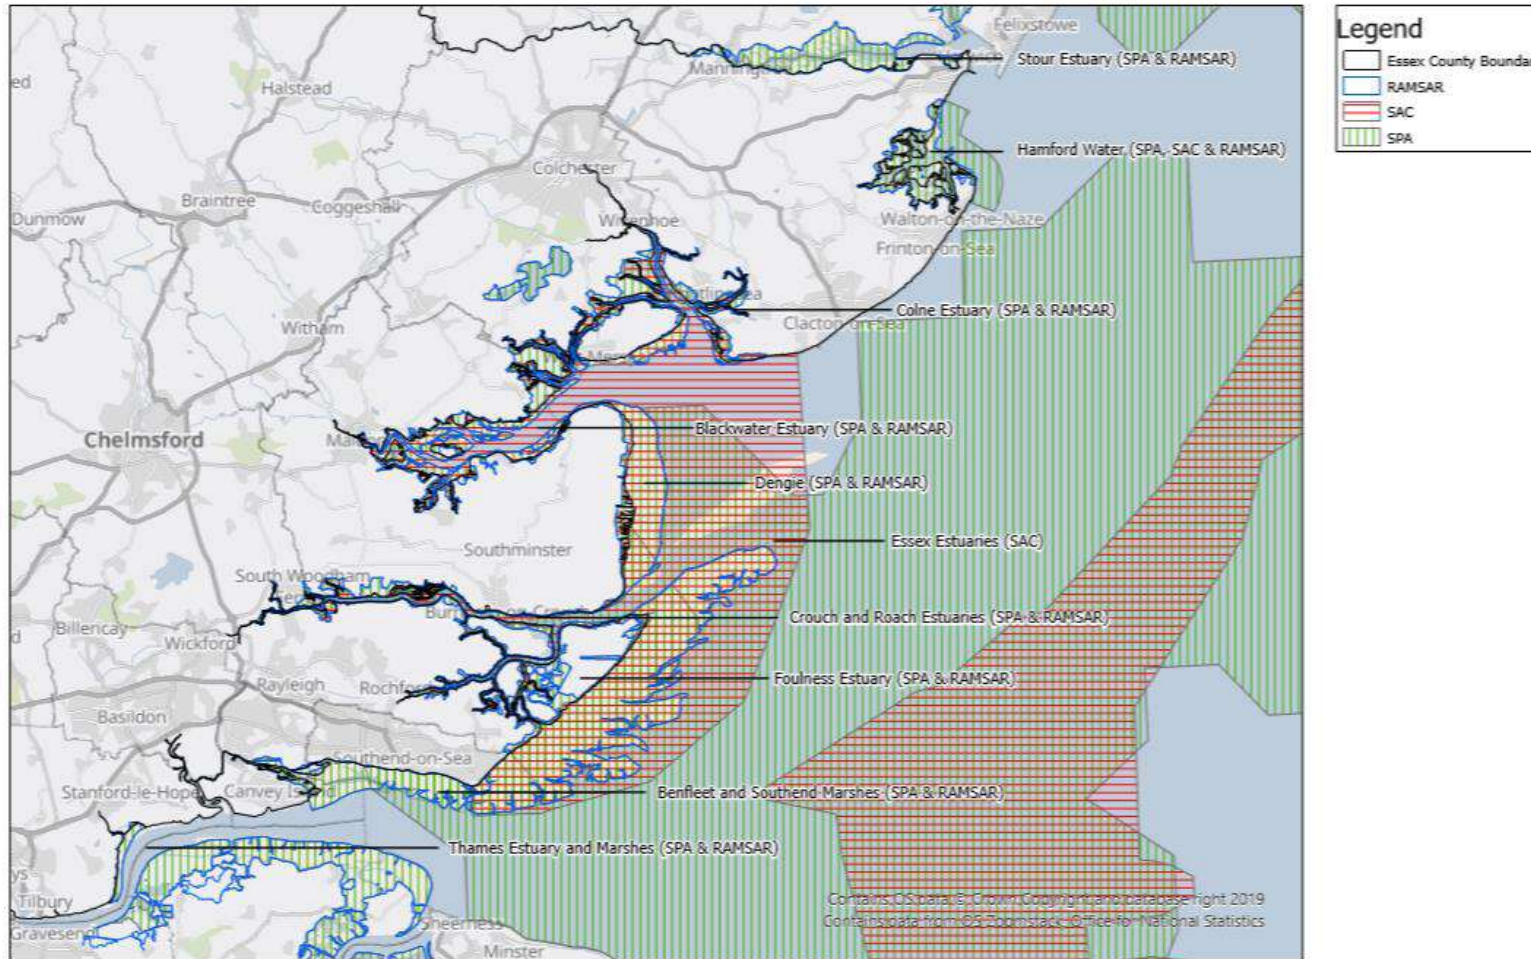 Felixstowe
Stour Estuary (SPA & RAMSAR)
Halstead
Hamford Water (SPA, SAC & RAMSAR)
Colchester
Braintree
Coggeshall
Dunmow
Walton-on-the-Naze
Frinton-on-Sea
Colne Estuary (SPA & RAMSAR)
Clacton-on-Sea
Witham
Blackwater Estuary (SPA & RAMSAR)
Chelmsford
Dengie (SPA & RAMSAR)
Essex Estuaries (SAC)
Southminster
South Woodham
Crouch and Roach Estuaries (SPA & RAMSAR)
Billericay
Wickford
Foulness Estuary (SPA & RAMSAR)
Rayleigh
Rochford
Basildon
Southend-on-Sea
Stanford-le-Hope
Canvey Island
Benfleet and Southend Marshes (SPA & RAMSAR)
Thames Estuary and Marshes (SPA & RAMSAR)
Tilbury
Gravesend
Sheerness
Minster
Contains OS data © Crown Copyright and database right 2019
Contains data from OS Zoomstack, Office for National Statistics
Legend
Essex County Boundar
RAMSAR
SAC
SPA